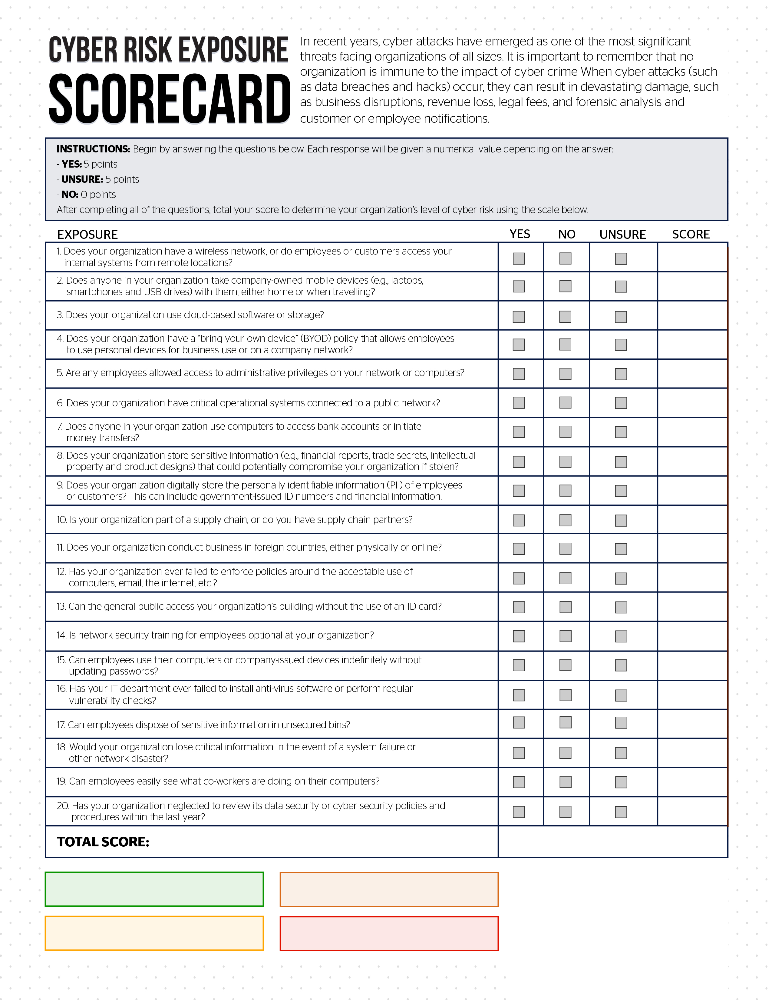 CYBER RISK EXPOSURE
SCORECARD
In recent years, cyber attacks have emerged as one of the most significant
threats facing organizations of all sizes. It is important to remember that no
organization is immune to the impact of cyber crime When cyber attacks (such
as data breaches and hacks) occur, they can result in devastating damage, such
as business disruptions, revenue loss, legal fees, and forensic analysis and
customer or employee notifications.
INSTRUCTIONS: Begin by answering the questions below. Each response will be given a numerical value depending on the answer:
- YES: 5 points
- UNSURE: 5 points
- NO: 0 points
After completing all of the questions, total your score to determine your organization's level of cyber risk using the scale below.
EXPOSURE YES NO UNSURE SCORE
1. Does your organization have a wireless network, or do employees or customers access your
internal systems from remote locations?
2. Does anyone in your organization take company-owned mobile devices (e.g., laptops,
smartphones and USB drives) with them, either home or when travelling?
3. Does your organization use cloud-based software or storage?
4. Does your organization have a “bring your own device” (BYOD) policy that allows employees
to use personal devices for business use or on a company network?
5. Are any employees allowed access to administrative privileges on your network or computers?
6. Does your organization have critical operational systems connected to a public network?
7. Does anyone in your organization use computers to access bank accounts or initiate
money transfers?
8. Does your organization store sensitive information (e.g., financial reports, trade secrets, intellectual
property and product designs) that could potentially compromise your organization if stolen?
9. Does your organization digitally store the personally identifiable information (PII) of employees
or customers? This can include government-issued ID numbers and financial information.
10. Is your organization part of a supply chain, or do you have supply chain partners?
11. Does your organization conduct business in foreign countries, either physically or online?
12. Has your organization ever failed to enforce policies around the acceptable use of
computers, email, the internet, etc.?
13. Can the general public access your organization's building without the use of an ID card?
14. Is network security training for employees optional at your organization?
15. Can employees use their computers or company-issued devices indefinitely without
updating passwords?
16. Has your IT department ever failed to install anti-virus software or perform regular
vulnerability checks?
17. Can employees dispose of sensitive information in unsecured bins?
18. Would your organization lose critical information in the event of a system failure or
other network disaster?
19. Can employees easily see what co-workers are doing on their computers?
20. Has your organization neglected to review its data security or cyber security policies and
procedures within the last year?
TOTAL SCORE: